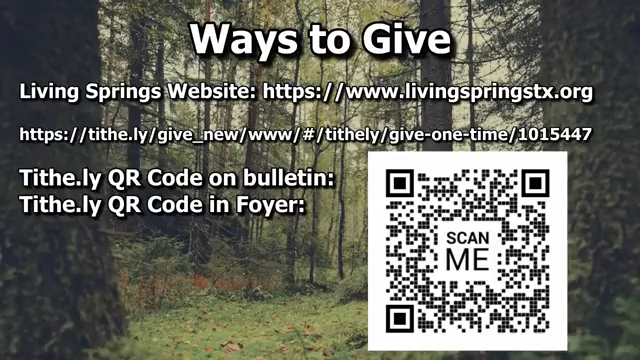 Ways to Give
Living Springs Website: https://www.livingspringstx.org
https://tithe.ly/give_new/www/#/tithely/give-one-time/1015447
Tithe.ly QR Code on bulletin:
Tithe.ly QR Code in Foyer:
SCAN
ME